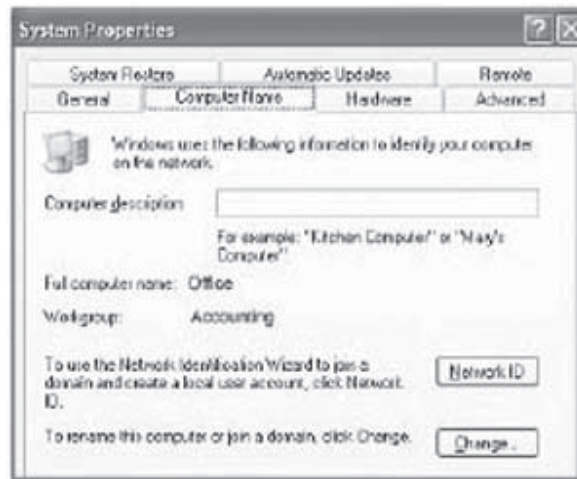 System Properties
System Restore Automatic Updates Remote
General Computer Name Hardware Advanced
Windows uses the following information to identify your computer
on the network.
Computer description
For example: "Kitchen Computer" or "Mary's
Computer"
Full computer name: Office
Workgroup: Accounting
To use the Network Identification Wizard to join a
domain and create a local user account, click Network
ID.
Network ID
To rename this computer or join a domain, click Change.
Change...